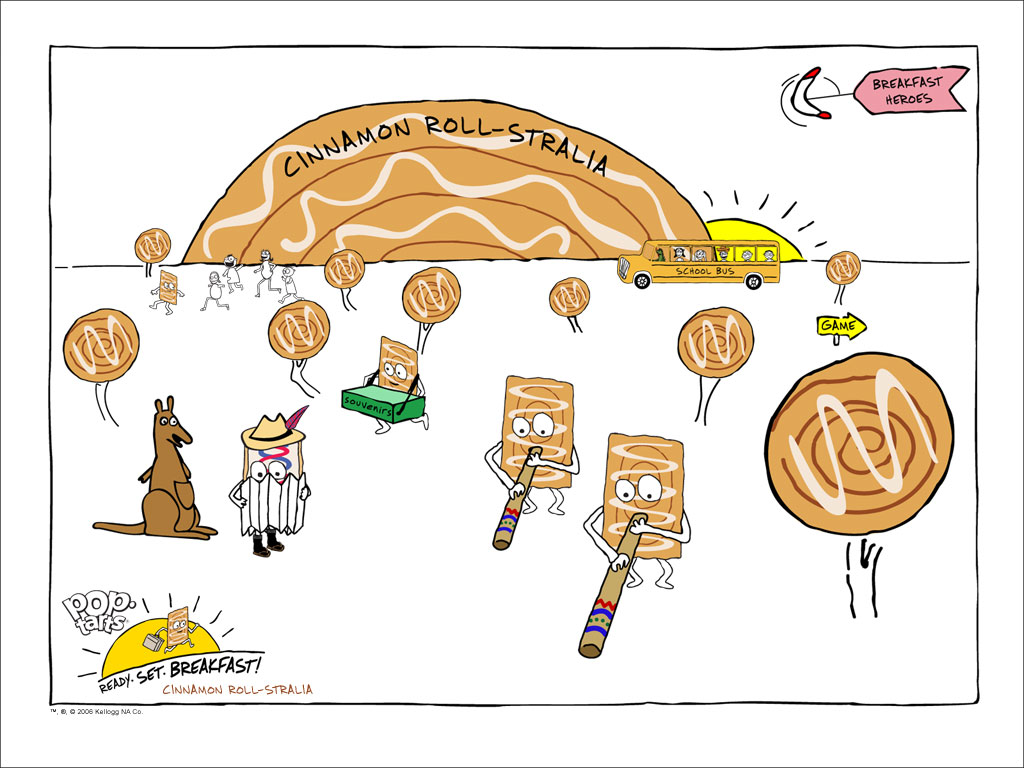 BREAKFAST
HEROES
CINNAMON ROLL-STRALIA
SCHOOL BUS
GAME
souvenirs
POP.
tarts®
READY. SET. BREAKFAST!
CINNAMON ROLL-STRALIA
™, ®, © 2006 Kellogg NA Co.